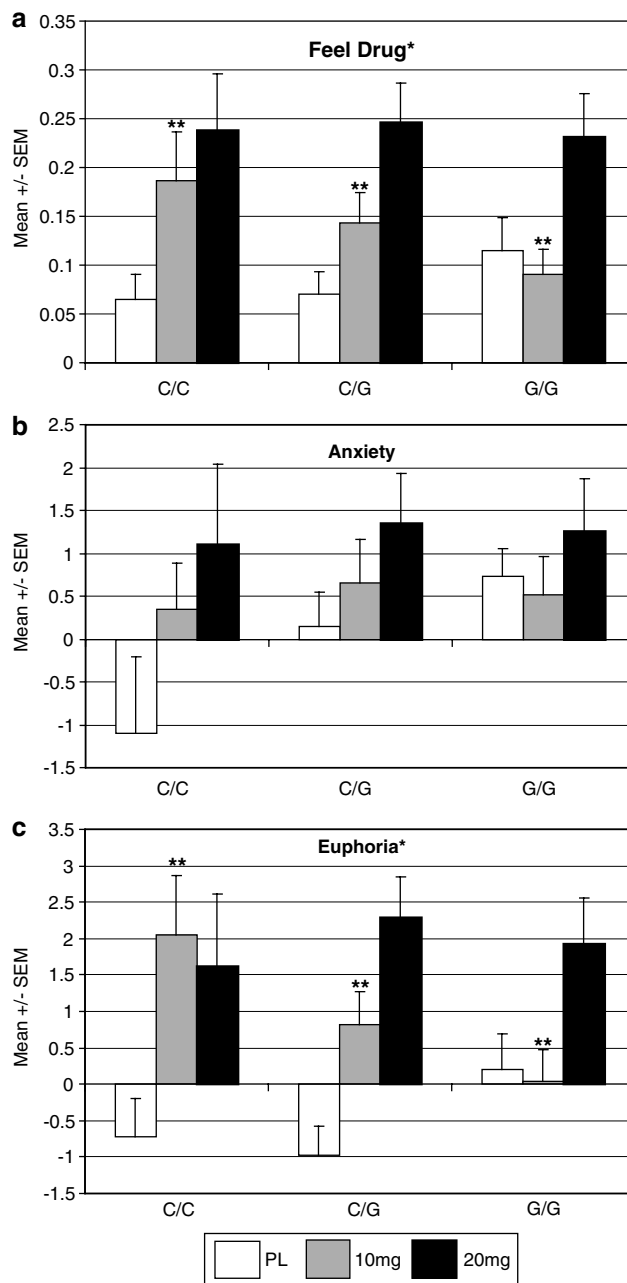 a
Feel Drug*
0.35
0.3
0.25
0.2
0.15
0.1
0.05
0
Mean +/- SEM
**
**
**
C/C C/G G/G
b
Anxiety
2.5
2
1.5
1
0.5
0
-0.5
-1
-1.5
Mean +/- SEM
C/C C/G G/G
c
Euphoria*
3.5
3
2.5
2
1.5
1
0.5
0
-0.5
-1
-1.5
Mean +/- SEM
**
**
**
C/C C/G G/G
PL 10mg 20mg